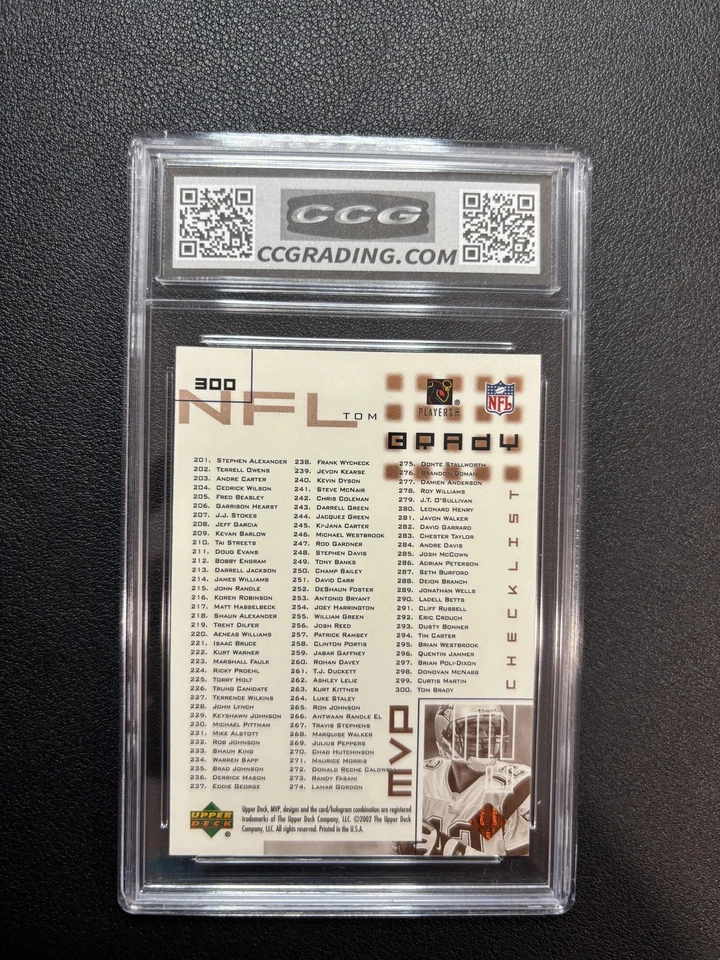 CCG
CCGRADING.COM
300
NFL
TOM
PLAYERS INC
NFL
BRADY
201. STEPHEN ALEXANDER
202. TERRELL OWENS
203. ANDRE CARTER
204. CEDRICK WILSON
205. FRED BEASLEY
206. GARRISON HEARST
207. J.J. STOKES
208. JEFF GARCIA
209. KEVAN BARLOW
210. TAI STREETS
211. DOUG EVANS
212. BOBBY ENGRAM
213. DARRELL JACKSON
214. JAMES WILLIAMS
215. JOHN RANDLE
216. KOREN ROBINSON
217. MATT HASSELBECK
218. SHAUN ALEXANDER
219. TRENT DILFER
220. AENEAS WILLIAMS
221. ISAAC BRUCE
222. KURT WARNER
223. MARSHALL FAULK
224. RICKY PROEHL
225. TORRY HOLT
226. TRUNG CANIDATE
227. TERRENCE WILKINS
228. JOHN LYNCH
229. KEYSHAWN JOHNSON
230. MICHAEL PITTMAN
231. MIKE ALSTOTT
232. ROB JOHNSON
233. SHAUN KING
234. WARREN SAPP
235. BRAD JOHNSON
236. DERRICK MASON
237. EDDIE GEORGE
238. FRANK WYCHECK
239. JEVON KEARSE
240. KEVIN DYSON
241. STEVE MCNAIR
242. CHRIS COLEMAN
243. DARRELL GREEN
244. JACQUEZ GREEN
245. KI-JANA CARTER
246. MICHAEL WESTBROOK
247. ROD GARDNER
248. STEPHEN DAVIS
249. TONY BANKS
250. CHAMP BAILEY
251. DAVID CARR
252. DESHAUN FOSTER
253. ANTONIO BRYANT
254. JOEY HARRINGTON
255. WILLIAM GREEN
256. JOSH REED
257. PATRICK RAMSEY
258. CLINTON PORTIS
259. JABAR GAFFNEY
260. ROHAN DAVEY
261. T.J. DUCKETT
262. ASHLEY LELIE
263. KURT KITTNER
264. LUKE STALEY
265. RON JOHNSON
266. ANTWAAN RANDLE EL
267. TRAVIS STEPHENS
268. MARQUISE WALKER
269. JULIUS PEPPERS
270. CHAD HUTCHINSON
271. MAURICE MORRIS
272. DONALD RECHE CALDWELL
273. RANDY FASANI
274. LAMAR GORDON
275. DONTE STALLWORTH
276. BRANDON DOMAN
277. DAMIEN ANDERSON
278. ROY WILLIAMS
279. J.T. O'SULLIVAN
280. LEONARD HENRY
281. JAVON WALKER
282. DAVID GARRARD
283. CHESTER TAYLOR
284. ANDRE DAVIS
285. JOSH MCCOWN
286. ADRIAN PETERSON
287. SETH BURFORD
288. DEION BRANCH
289. JONATHAN WELLS
290. LADELL BETTS
291. CLIFF RUSSELL
292. ERIC CROUCH
293. DUSTY BONNER
294. TIM CARTER
295. BRIAN WESTBROOK
296. QUENTIN JAMMER
297. BRIAN POLI-DIXON
298. DONOVAN MCNABB
299. CURTIS MARTIN
300. TOM BRADY
CHECKLIST
MVP
UPPER
DECK
Upper Deck, MVP, designs and the card/hologram combination are registered
trademarks of The Upper Deck Company, LLC. ©2002 The Upper Deck
Company, LLC. All rights reserved. Printed in the U.S.A.